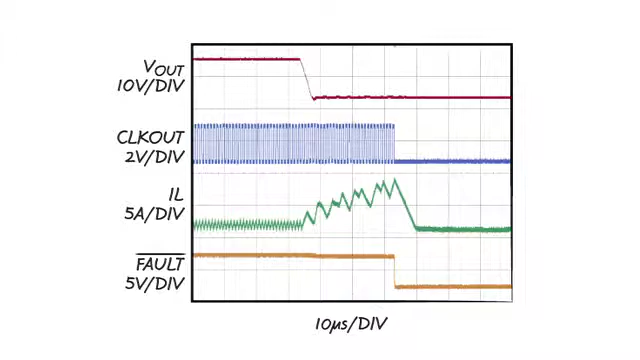 VOUT
10V/DIV
CLKOUT
2V/DIV
IL
5A/DIV
FAULT
5V/DIV
10µs/DIV